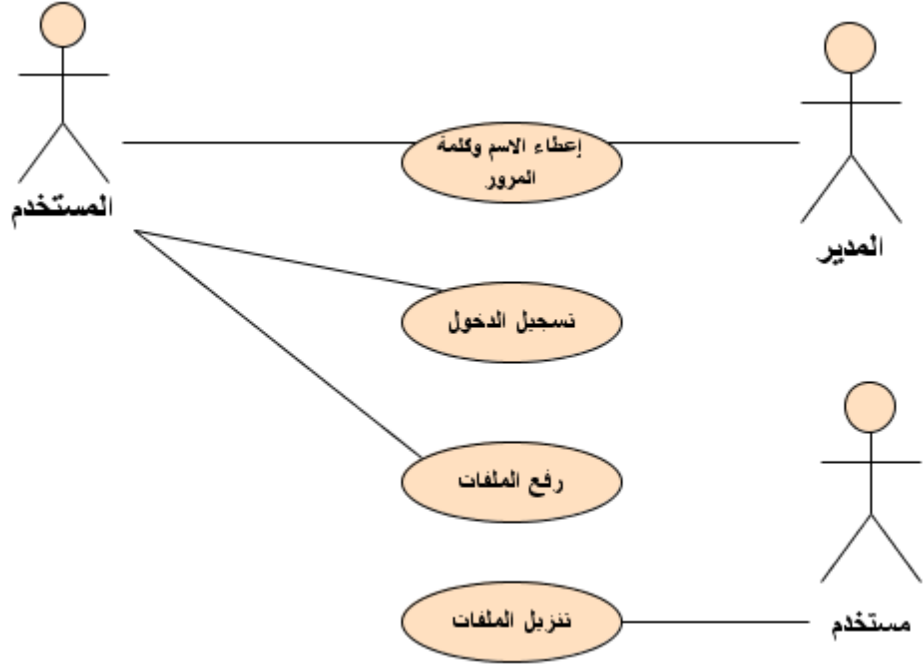 إعطاء الاسم وكلمة
المرور
المستخدم
المدير
تسجيل الدخول
رفع الملفات
تنزيل الملفات
مستخدم